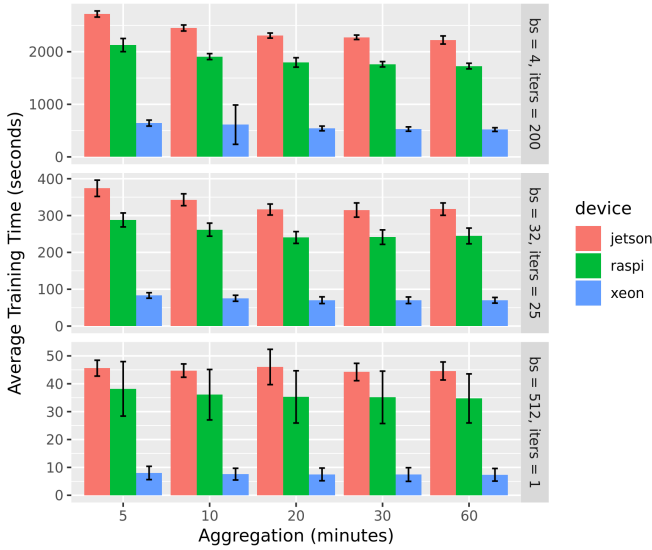 Average Training Time (seconds)
2000
1000
0
bs = 4, iters = 200
400
300
200
100
0
bs = 32, iters = 25
50
40
30
20
10
0
bs = 512, iters = 1
5 10 20 30 60
Aggregation (minutes)
device
jetson
raspi
xeon